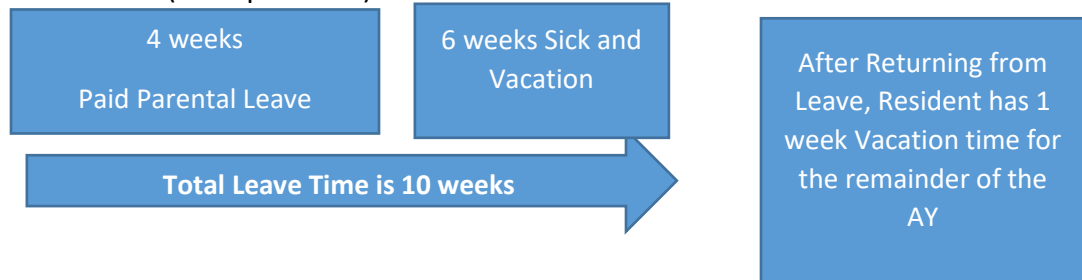 4 weeks
Paid Parental Leave
6 weeks Sick and
Vacation
Total Leave Time is 10 weeks
After Returning from
Leave, Resident has 1
week Vacation time for
the remainder of the
AY